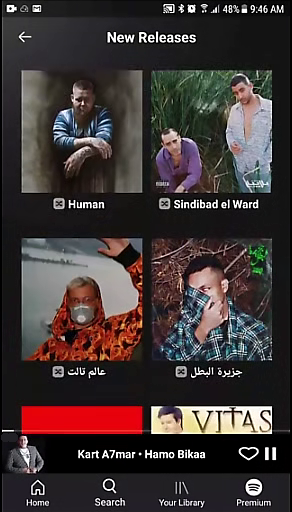 48% 9:46 AM
New Releases
Human
Sindibad el Ward
عالم تالت
جزيرة البطل
VITAS
Kart A7mar • Hamo Bikaa
Home
Search
Your Library
Premium